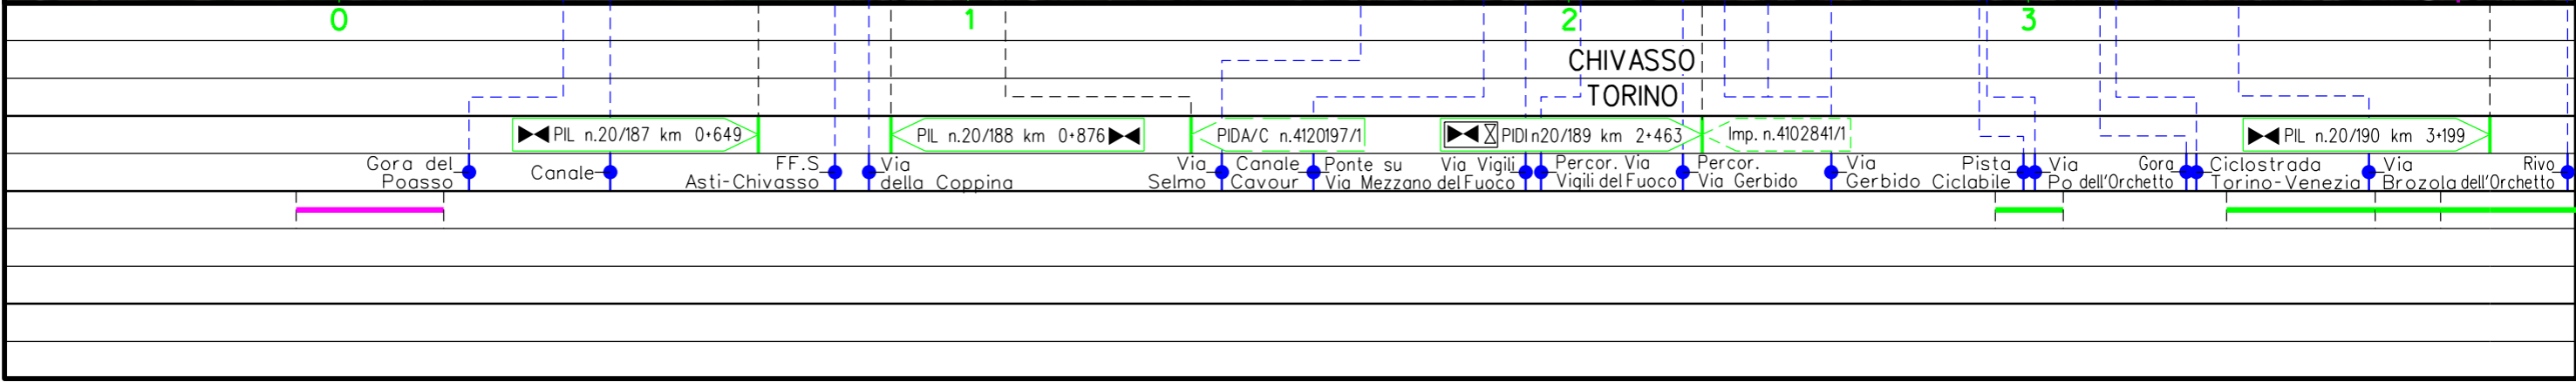 0 1 2 3
CHIVASSO
TORINO
PIL n.20/187 km 0+649
PIL n.20/188 km 0+876
PIDA/C n.4120197/1
PIDI n20/189 km 2+463
Imp. n.4102841/1
PIL n.20/190 km 3+199
Gora del
Poasso
Canale
FF.S
Asti-Chivasso
Via
della Coppina
Via
Selmo
Canale
Cavour
Ponte su
Via Mezzano
Via Vigili
del Fuoco
Percor. Via
Vigili del Fuoco
Percor.
Via Gerbido
Via
Gerbido
Pista
Ciclabile
Via
Po
Gora
dell'Orchetto
Ciclostrada
Torino-Venezia
Via
Brozola
Rivo
dell'Orchetto